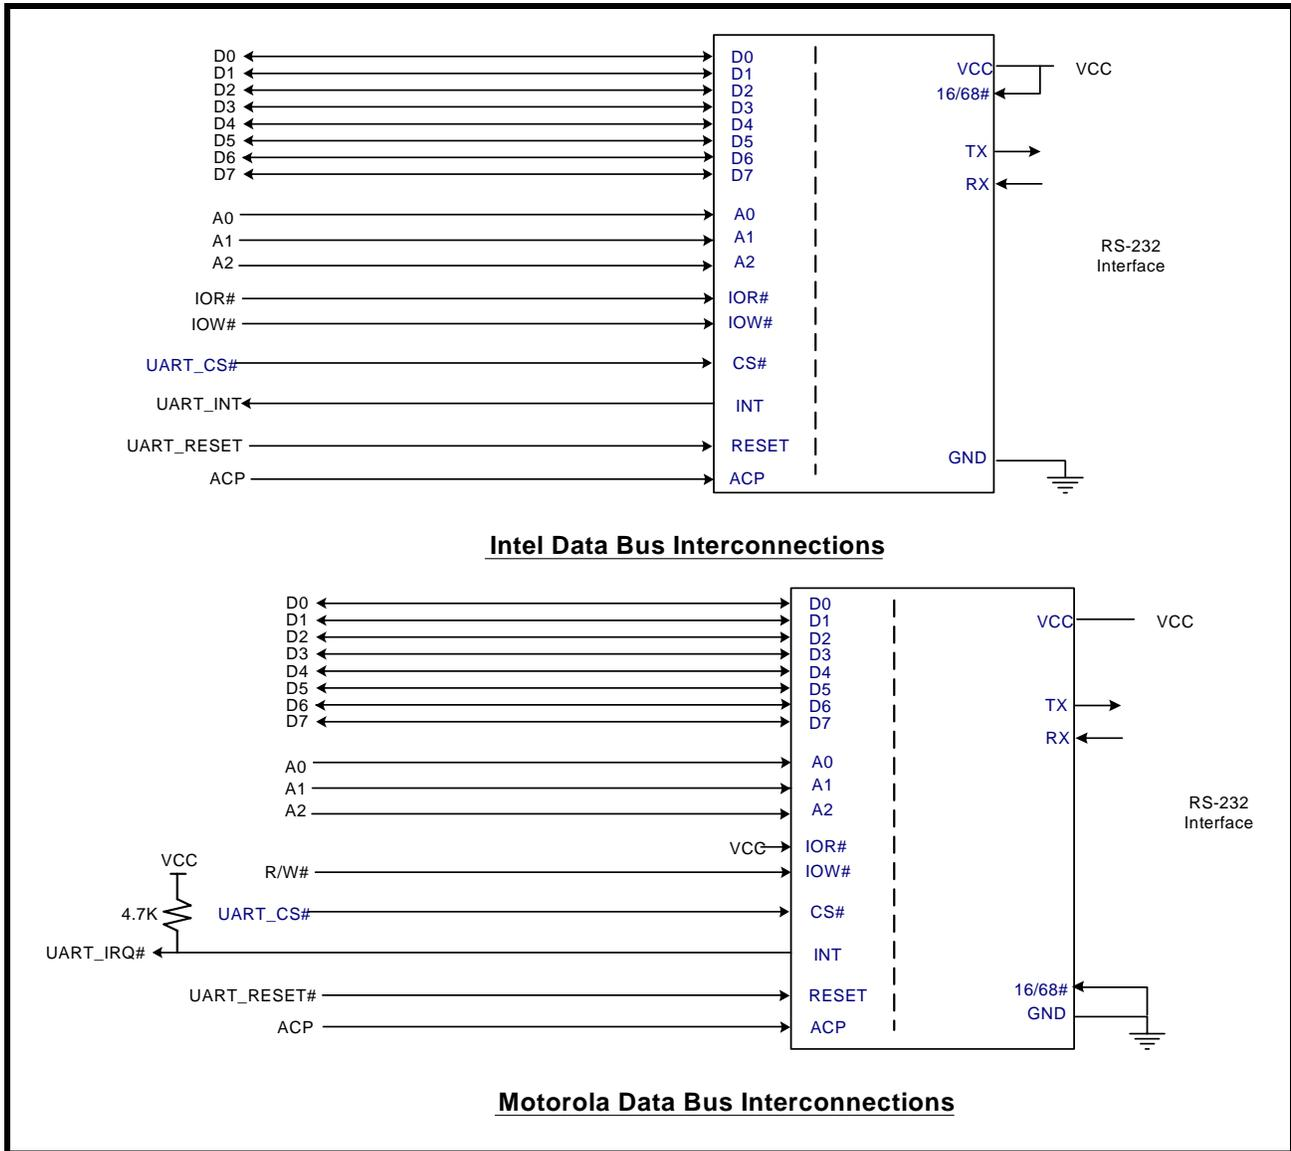 D0 D0
D1 D1
D2 D2
D3 D3
D4 D4
D5 D5
D6 D6
D7 D7
VCC VCC
16/68#
TX
RX
A0 A0
A1 A1
A2 A2
RS-232
Interface
IOR# IOR#
IOW# IOW#
UART_CS# CS#
UART_INT INT
UART_RESET RESET
GND
ACP ACP
Intel Data Bus Interconnections
D0 D0
D1 D1
D2 D2
D3 D3
D4 D4
D5 D5
D6 D6
D7 D7
VCC VCC
TX
RX
A0 A0
A1 A1
A2 A2
RS-232
Interface
VCC IOR#
VCC
R/W# IOW#
4.7K
UART_CS# CS#
UART_IRQ# INT
UART_RESET# RESET
16/68#
GND
ACP ACP
Motorola Data Bus Interconnections